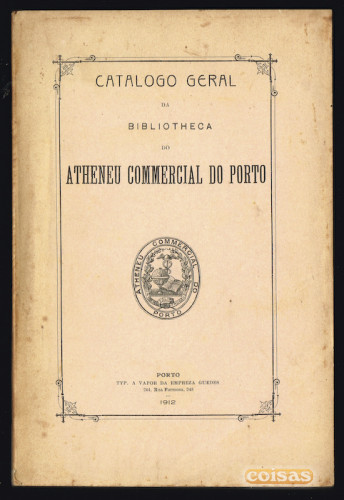 CATALOGO GERAL
DA
BIBLIOTHECA
DO
ATHENEU COMMERCIAL DO PORTO
ATHENEU COMMERCIAL DO
PORTO
PORTO
TYP. A VAPOR DA EMPREZA GUEDES
1912
coisas